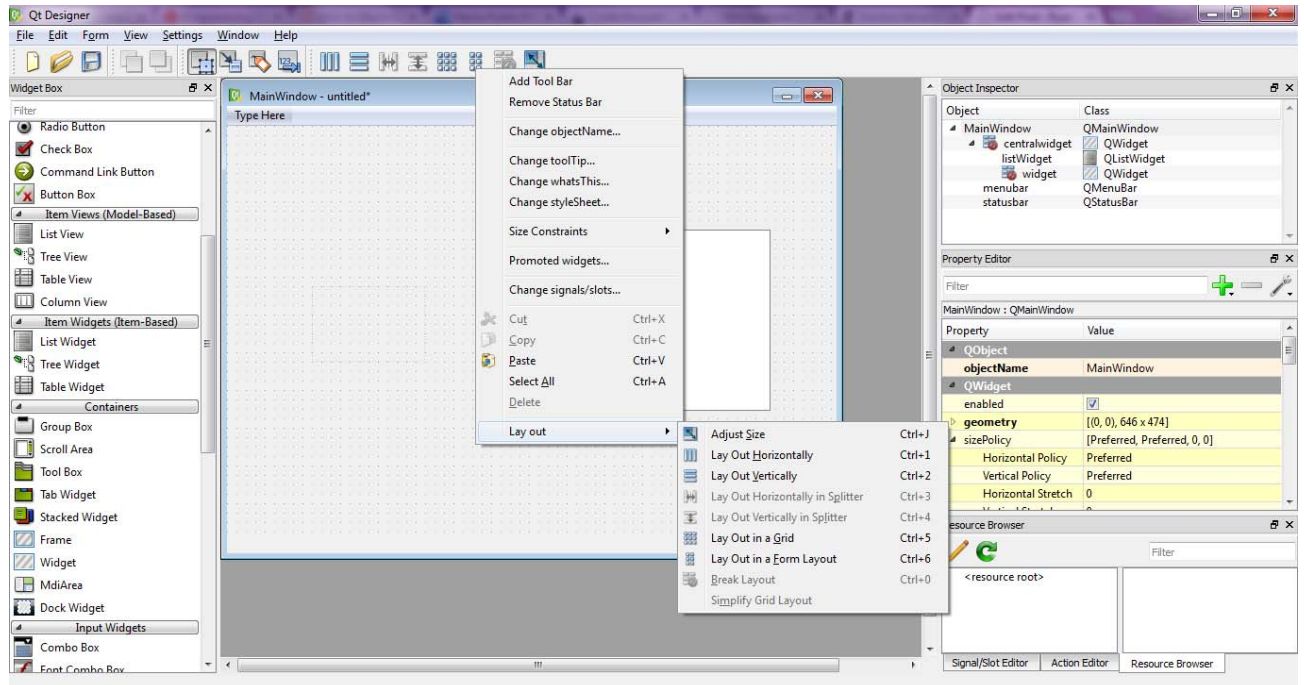 Qt Designer
File Edit Form View Settings Window Help
Widget Box
Filter
Radio Button
Check Box
Command Link Button
Button Box
Item Views (Model-Based)
List View
Tree View
Table View
Column View
Item Widgets (Item-Based)
List Widget
Tree Widget
Table Widget
Containers
Group Box
Scroll Area
Tool Box
Tab Widget
Stacked Widget
Frame
Widget
MdiArea
Dock Widget
Input Widgets
Combo Box
Font Combo Box
MainWindow - untitled*
Type Here
Add Tool Bar
Remove Status Bar
Change objectName...
Change toolTip...
Change whatsThis...
Change styleSheet...
Size Constraints
Promoted widgets...
Change signals/slots...
Cut Ctrl+X
Copy Ctrl+C
Paste Ctrl+V
Select All Ctrl+A
Delete
Lay out
Adjust Size Ctrl+J
Lay Out Horizontally Ctrl+1
Lay Out Vertically Ctrl+2
Lay Out Horizontally in Splitter Ctrl+3
Lay Out Vertically in Splitter Ctrl+4
Lay Out in a Grid Ctrl+5
Lay Out in a Form Layout Ctrl+6
Break Layout Ctrl+0
Simplify Grid Layout
Object Inspector
Object Class
MainWindow QMainWindow
centralwidget QWidget
listWidget QListWidget
widget QWidget
menubar QMenuBar
statusbar QStatusBar
Property Editor
Filter
MainWindow : QMainWindow
Property Value
QObject
objectName MainWindow
QWidget
enabled
geometry [(0, 0), 646 x 474]
sizePolicy [Preferred, Preferred, 0, 0]
Horizontal Policy Preferred
Vertical Policy Preferred
Horizontal Stretch 0
esource Browser
Filter
<resource root>
Signal/Slot Editor Action Editor Resource Browser